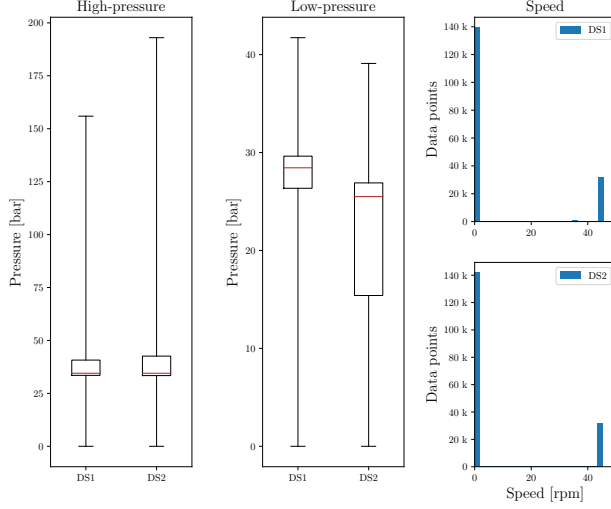 High-pressure
Pressure [bar]
200
175
150
125
100
75
50
25
0
DS1 DS2
Low-pressure
Pressure [bar]
40
30
20
10
0
DS1 DS2
Speed
Data points
140 k
120 k
100 k
80 k
60 k
40 k
20 k
0
DS1
0 20 40
Data points
140 k
120 k
100 k
80 k
60 k
40 k
20 k
0
DS2
0 20 40
Speed [rpm]